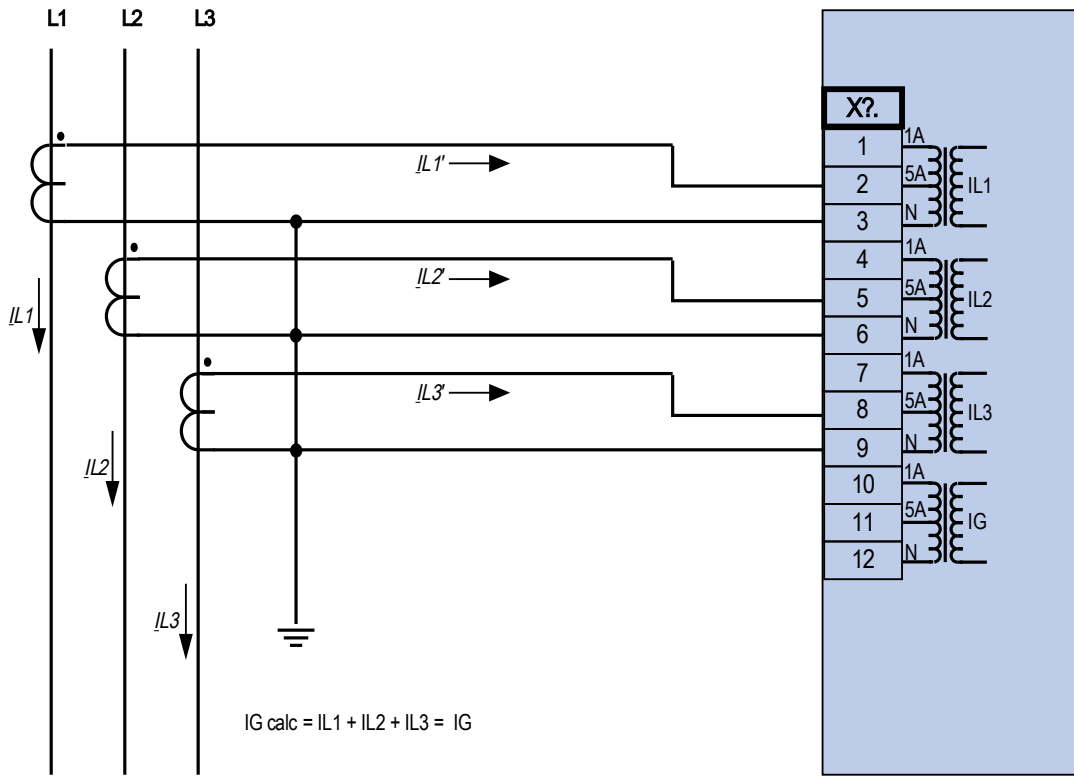 L1 L2 L3
X?.
1 1A
IL1'
2 5A IL1
3 N
4 1A
IL2'
5 5A IL2
IL1
6 N
7 1A
IL3'
8 5A IL3
9 N
IL2
10 1A
11 5A IG
12 N
IL3
IG calc = IL1 + IL2 + IL3 = IG